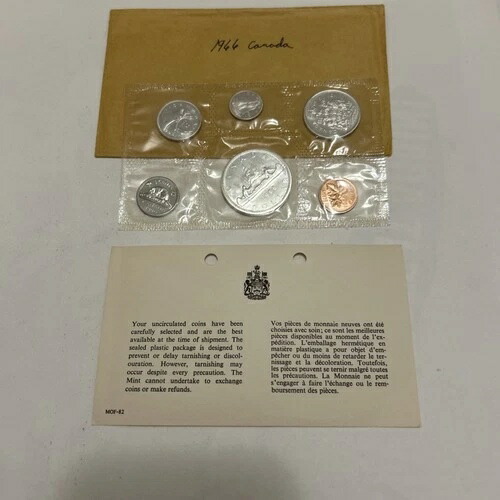 1966 Canada
Your uncirculated coins have been
carefully selected and are the best
available at the time of shipment. The
sealed plastic package is designed to
prevent or delay tarnishing or discol-
ouration. However, tarnishing may
occur despite every precaution. The
Mint cannot undertake to exchange
coins or make refunds.
Vos pièces de monnaie neuves ont été
choisies avec soin; ce sont les meilleures
pièces disponibles au moment de l'ex-
pédition. L'emballage hermétique en
matière plastique a pour objet d'em-
pêcher ou du moins de retarder le ter-
nissage et la décoloration. Toutefois,
les pièces peuvent se ternir malgré toutes
les précautions. La Monnaie ne peut
s'engager à faire l'échange ou le rem-
boursement des pièces.
MOF-82